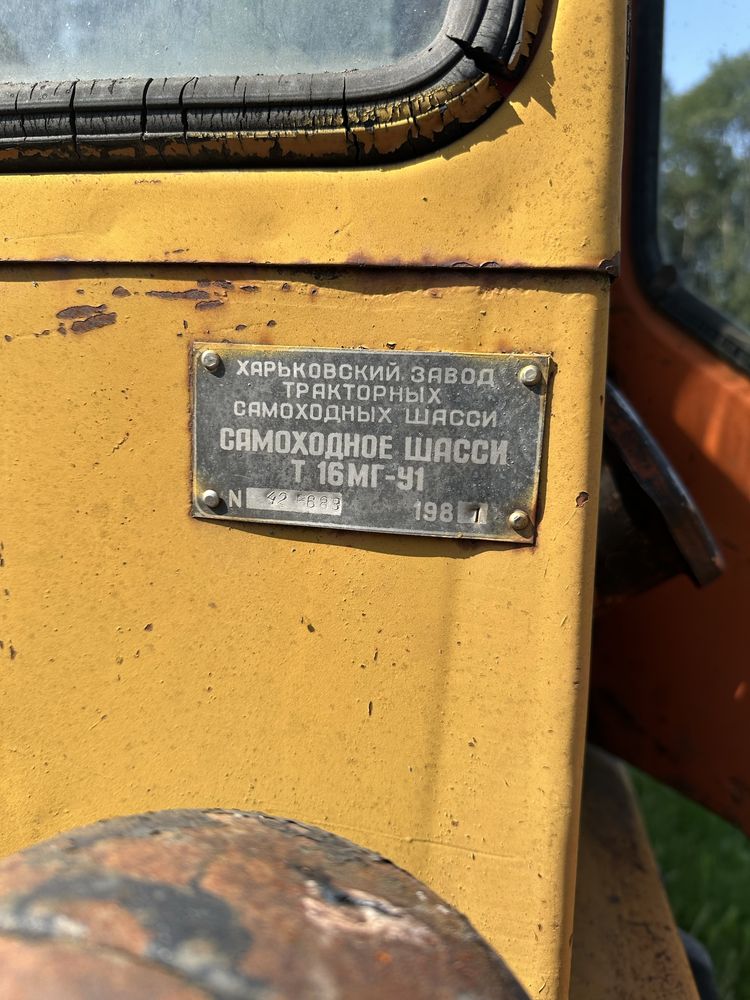 ХАРЬКОВСКИЙ ЗАВОД
ТРАКТОРНЫХ
САМОХОДНЫХ ШАССИ
САМОХОДНОЕ ШАССИ
Т 16МГ-У1
N 198